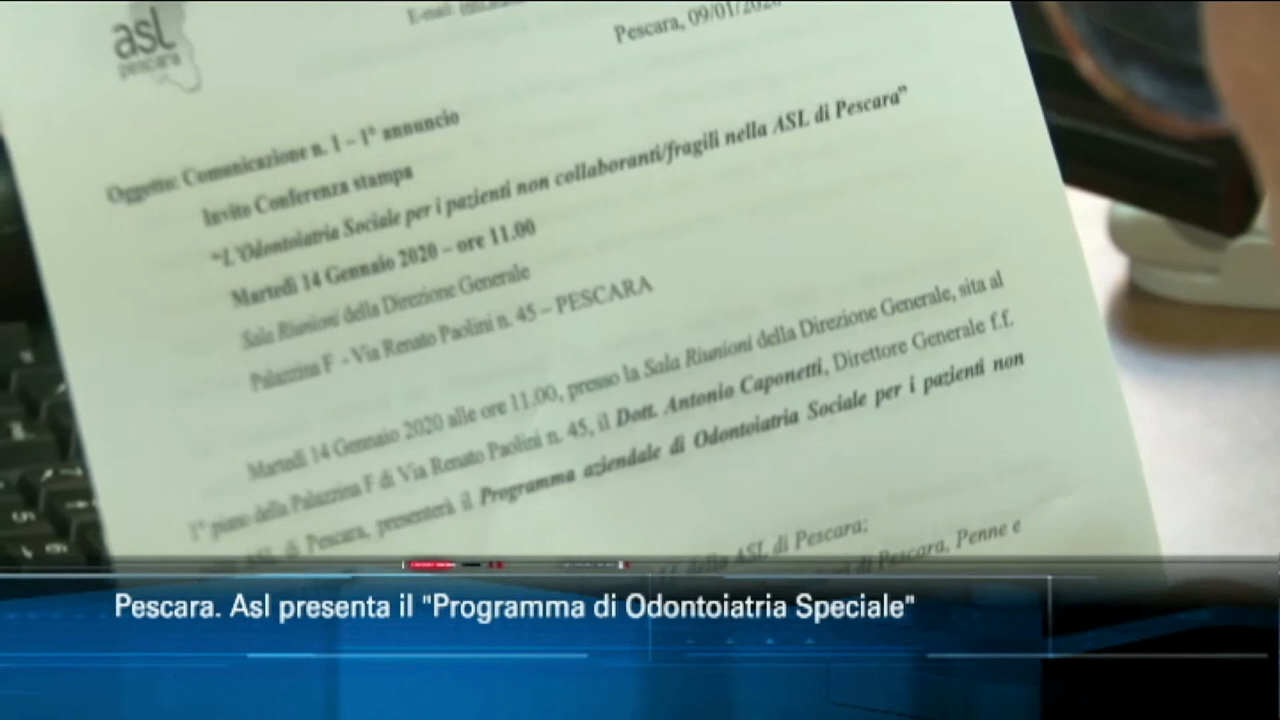 asl
pescara
E-mail:
Pescara, 09/01/2020
Oggetto: Comunicazione n. 1 – 1° annuncio
Invito Conferenza stampa
“L’Odontoiatria Sociale per i pazienti non collaboranti/fragili nella ASL di Pescara”
Martedì 14 Gennaio 2020 – ore 11.00
Sala Riunioni della Direzione Generale
Palazzina F - Via Renato Paolini n. 45 – PESCARA
Martedì 14 Gennaio 2020 alle ore 11.00, presso la Sala Riunioni della Direzione Generale, sita al
1° piano della Palazzina F di Via Renato Paolini n. 45, il Dott. Antonio Caponetti, Direttore Generale f.f.
ASL di Pescara, presenterà il Programma aziendale di Odontoiatria Sociale per i pazienti non
della ASL di Pescara;
di Pescara, Penne e
Pescara. Asl presenta il "Programma di Odontoiatria Speciale"